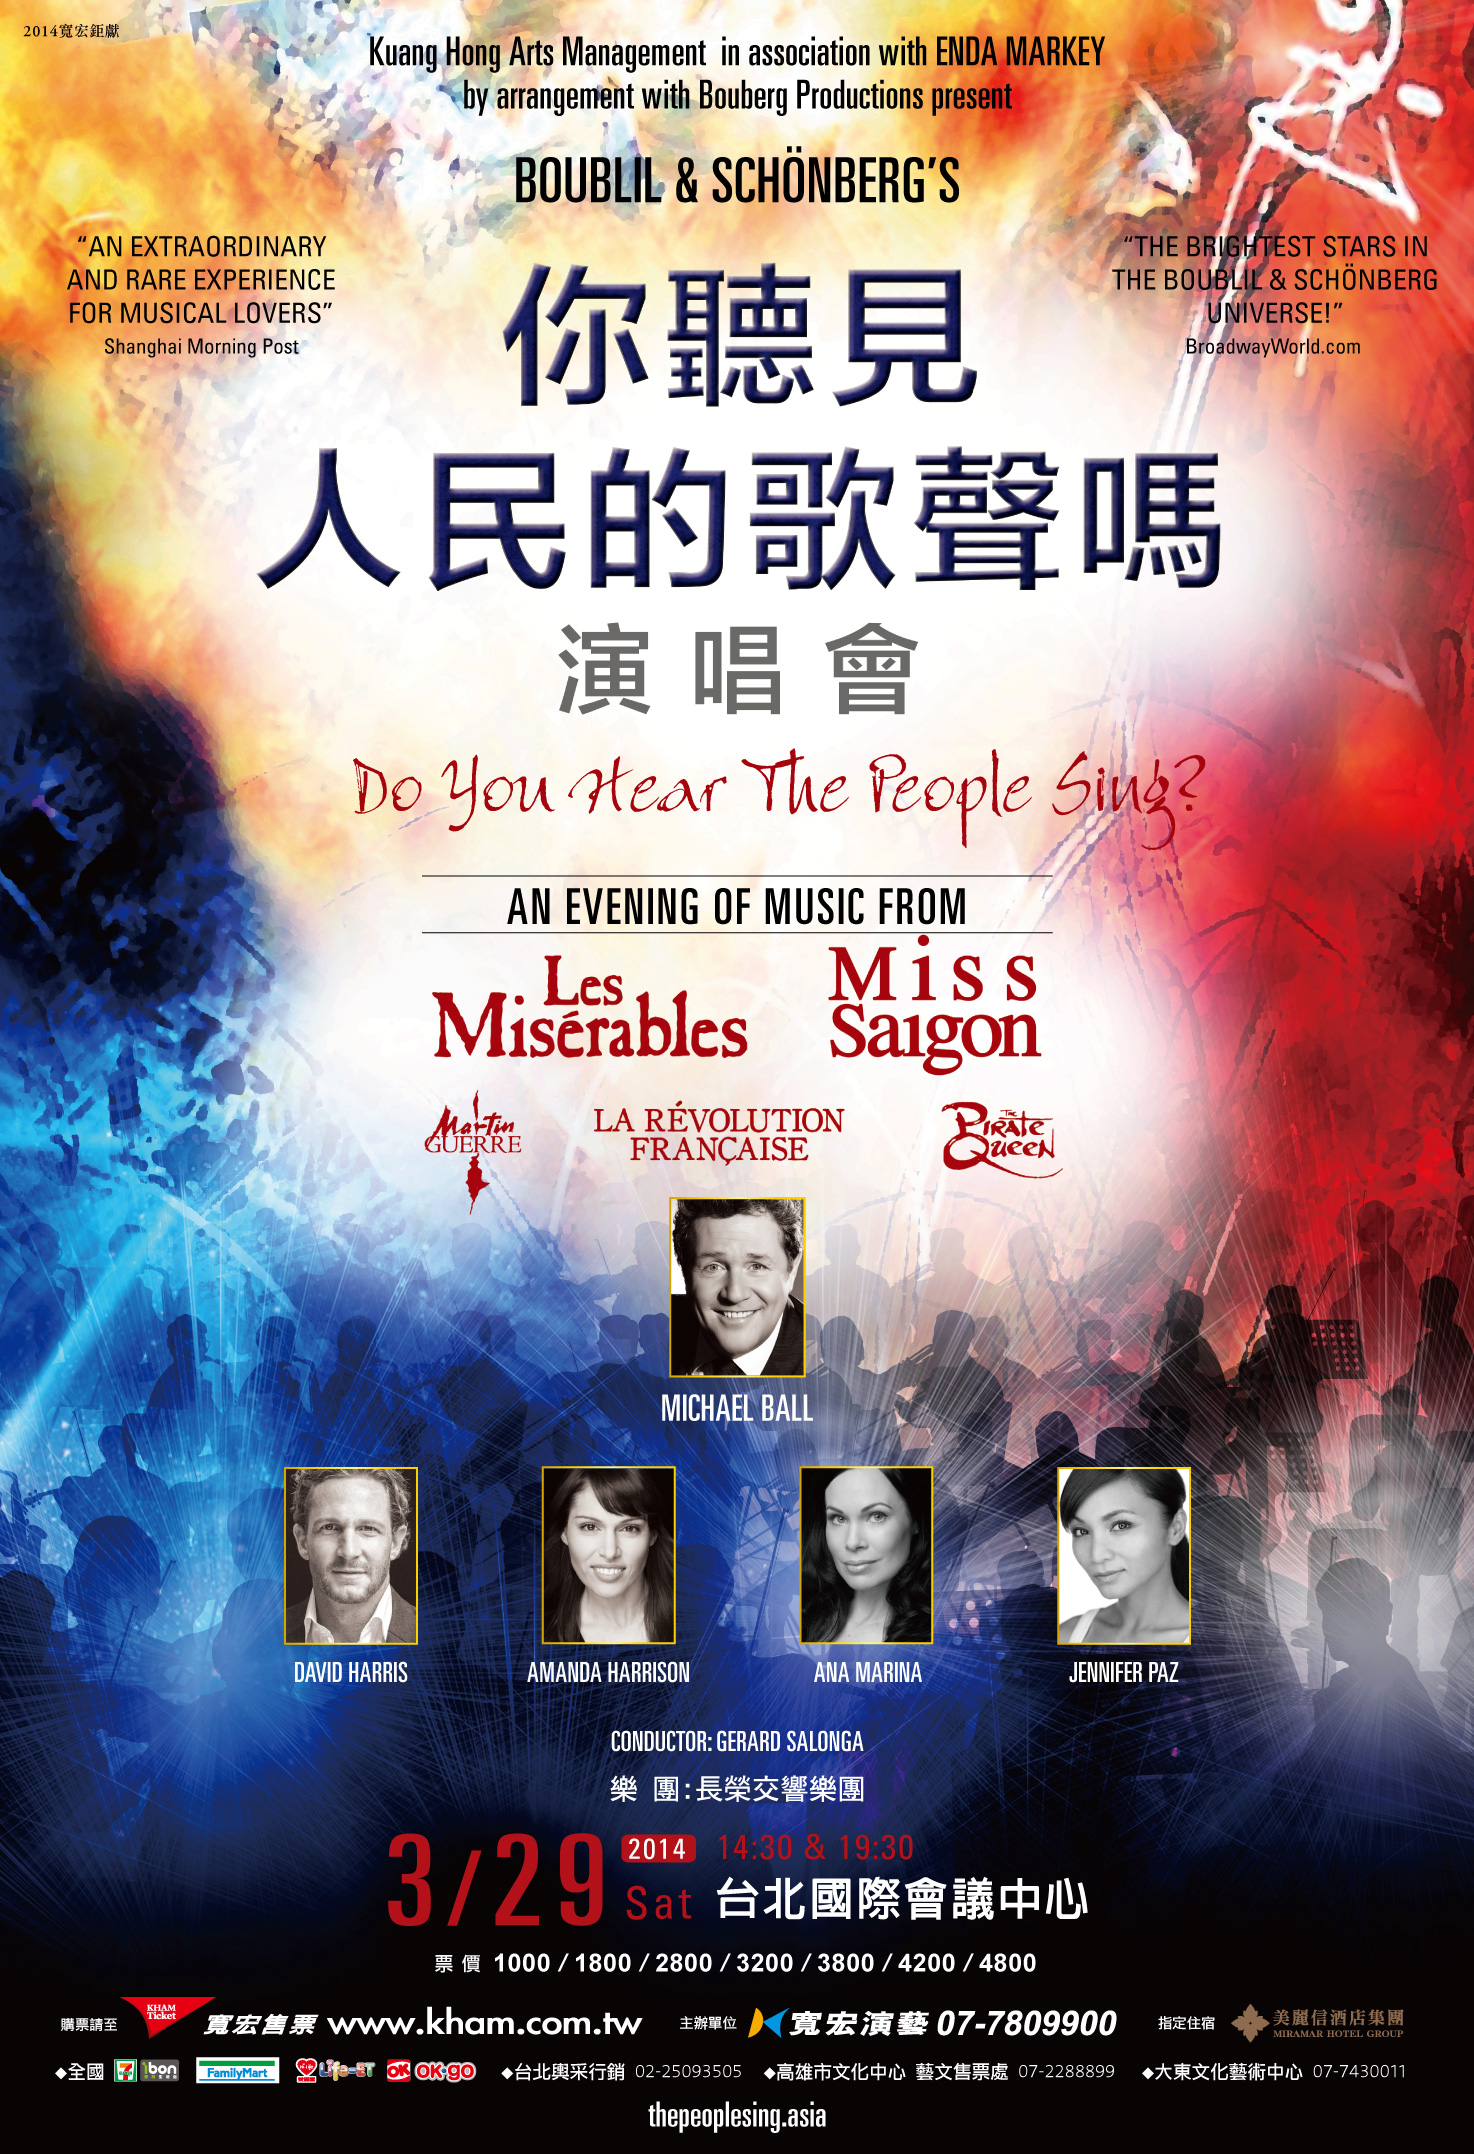 2014寬宏鉅獻
Kuang Hong Arts Management in association with ENDA MARKEY
by arrangement with Bouberg Productions present
BOUBLIL & SCHÖNBERG'S
“AN EXTRAORDINARY
AND RARE EXPERIENCE
FOR MUSICAL LOVERS”
Shanghai Morning Post
“THE BRIGHTEST STARS IN
THE BOUBLIL & SCHÖNBERG
UNIVERSE!”
BroadwayWorld.com
你聽見
人民的歌聲嗎
演唱會
Do You Hear The People Sing?
AN EVENING OF MUSIC FROM
Les
Misérables
Miss
Saigon
Martin
GUERRE
LA RÉVOLUTION
FRANÇAISE
The
Pirate
Queen
MICHAEL BALL
DAVID HARRIS
AMANDA HARRISON
ANA MARINA
JENNIFER PAZ
CONDUCTOR: GERARD SALONGA
樂 團:長榮交響樂團
3/29 2014 14:30 & 19:30
Sat 台北國際會議中心
票價 1000 / 1800 / 2800 / 3200 / 3800 / 4200 / 4800
購票請至 KHAM Ticket 寬宏售票 www.kham.com.tw 主辦單位 寬宏演藝 07-7809900 指定住宿 美麗信酒店集團
MIRAMAR HOTEL GROUP
◆全國 7-ELEVEN ibon FamilyMart Life-ET OK OK·go ◆台北輿采行銷 02-25093505 ◆高雄市文化中心 藝文售票處 07-2288899 ◆大東文化藝術中心 07-7430011
thepeoplesing.asia